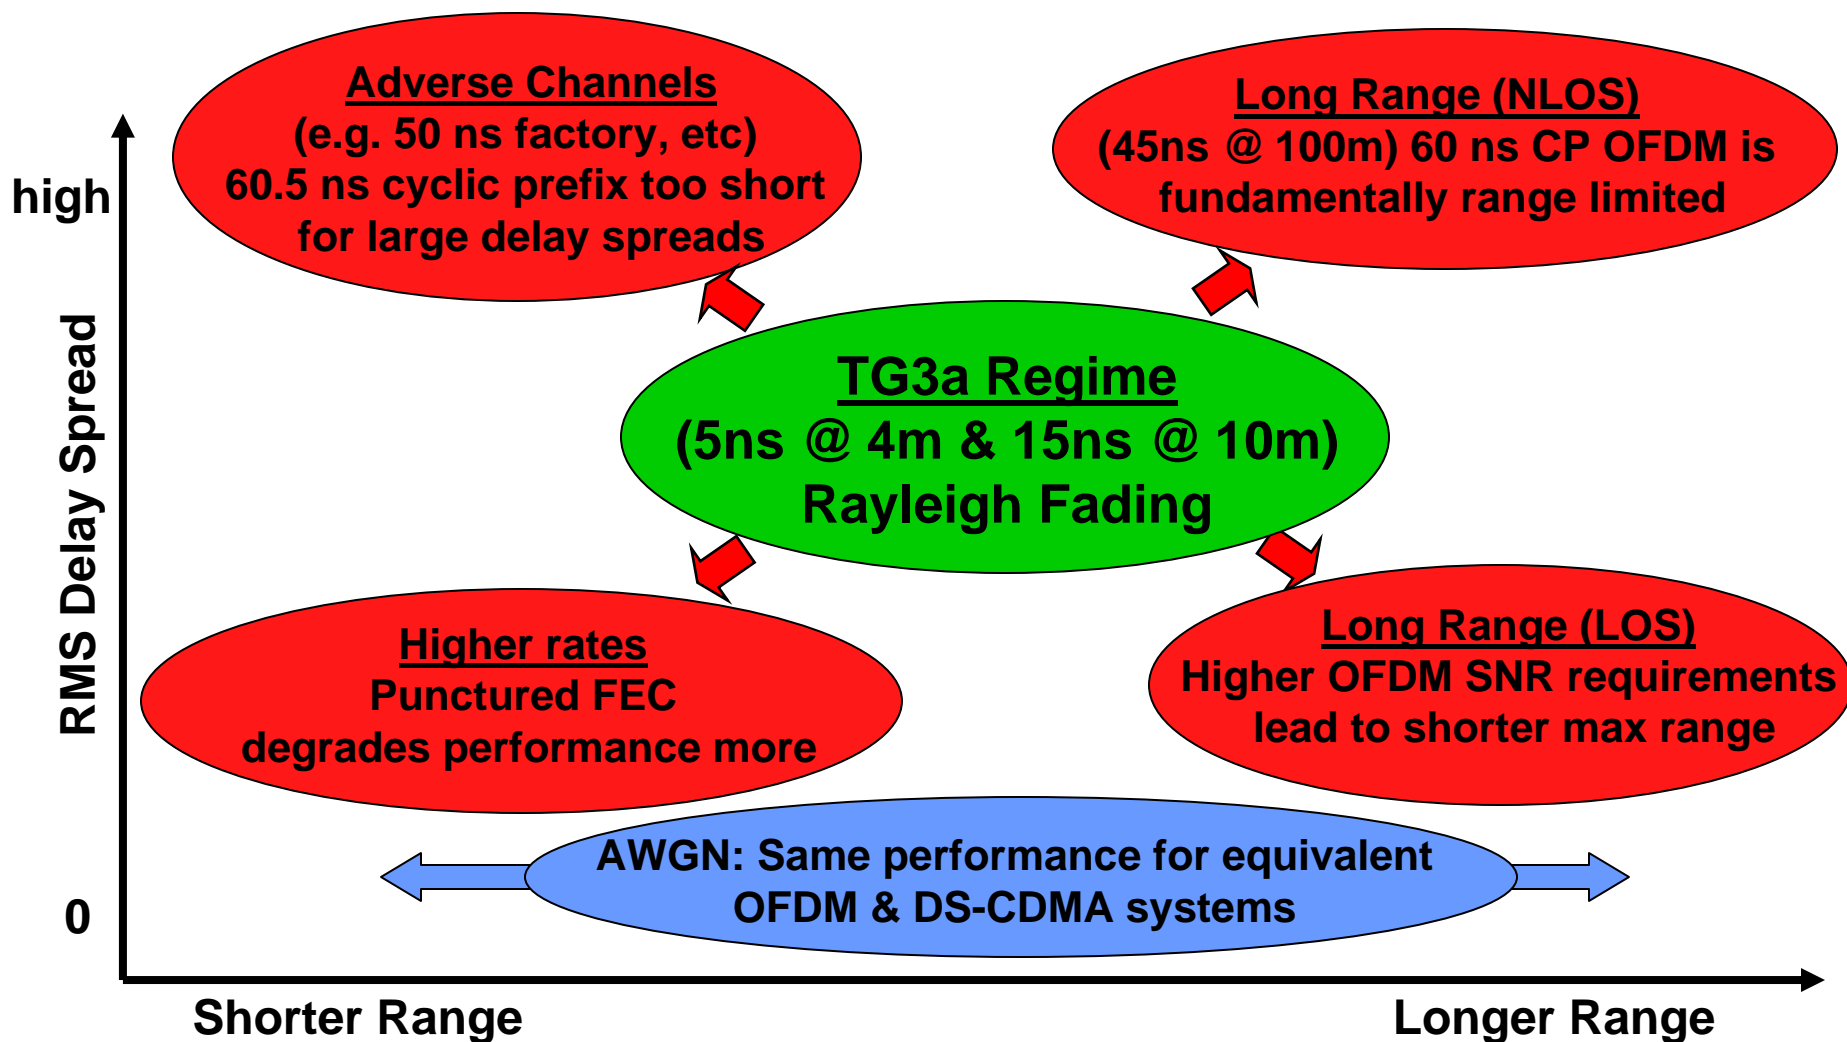 Adverse Channels
(e.g. 50 ns factory, etc)
60.5 ns cyclic prefix too short
for large delay spreads
Long Range (NLOS)
(45ns @ 100m) 60 ns CP OFDM is
fundamentally range limited
high
RMS Delay Spread
TG3a Regime
(5ns @ 4m & 15ns @ 10m)
Rayleigh Fading
Higher rates
Punctured FEC
degrades performance more
Long Range (LOS)
Higher OFDM SNR requirements
lead to shorter max range
AWGN: Same performance for equivalent
OFDM & DS-CDMA systems
0
Shorter Range
Longer Range